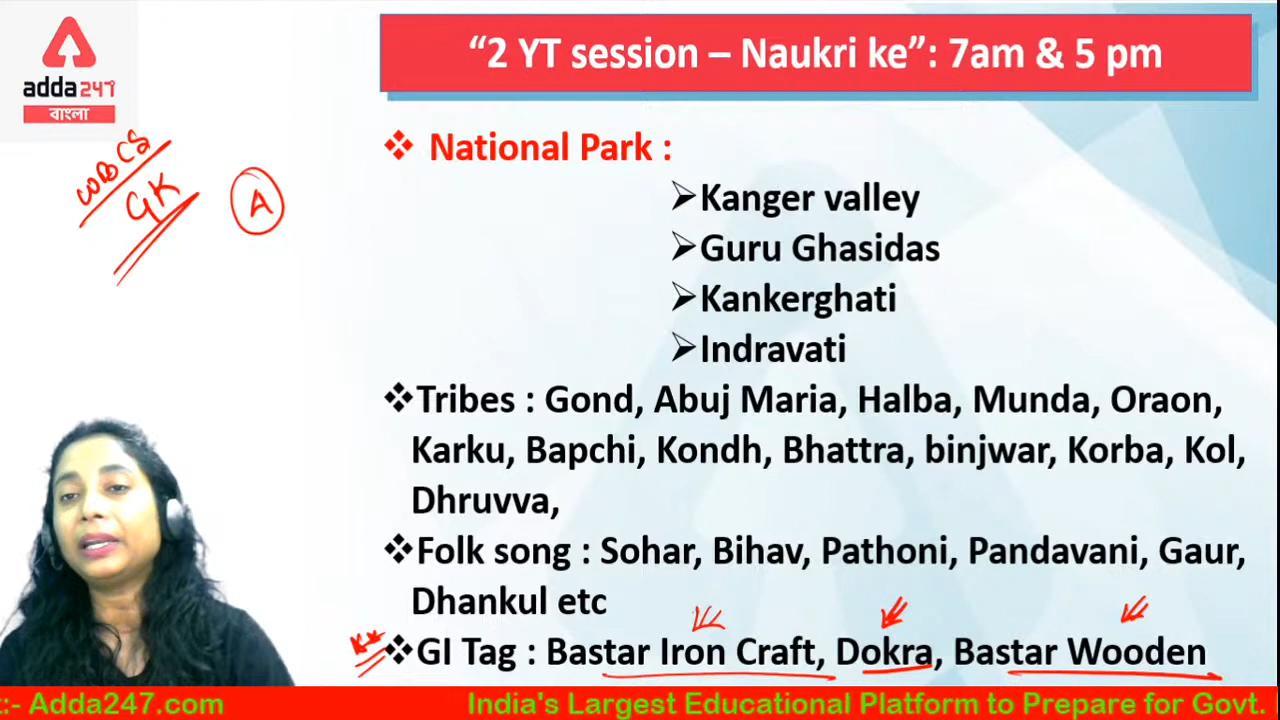 adda247
বাংলা
“2 YT session – Naukri ke”: 7am & 5 pm
WBCS
GK
A
National Park :
Kanger valley
Guru Ghasidas
Kankerghati
Indravati
Tribes : Gond, Abuj Maria, Halba, Munda, Oraon,
Karku, Bapchi, Kondh, Bhattra, binjwar, Korba, Kol,
Dhruvva,
Folk song : Sohar, Bihav, Pathoni, Pandavani, Gaur,
Dhankul etc
GI Tag : Bastar Iron Craft, Dokra, Bastar Wooden
:- Adda247.com India's Largest Educational Platform to Prepare for Govt.